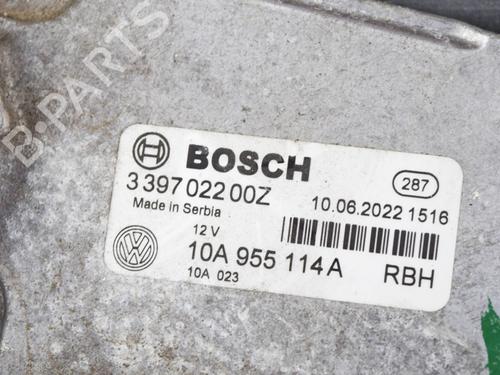 B-PARTS
BOSCH
287
3 397 022 00Z
10.06.2022 1516
Made in Serbia
12 V
10A 955 114 A
RBH
10A 023